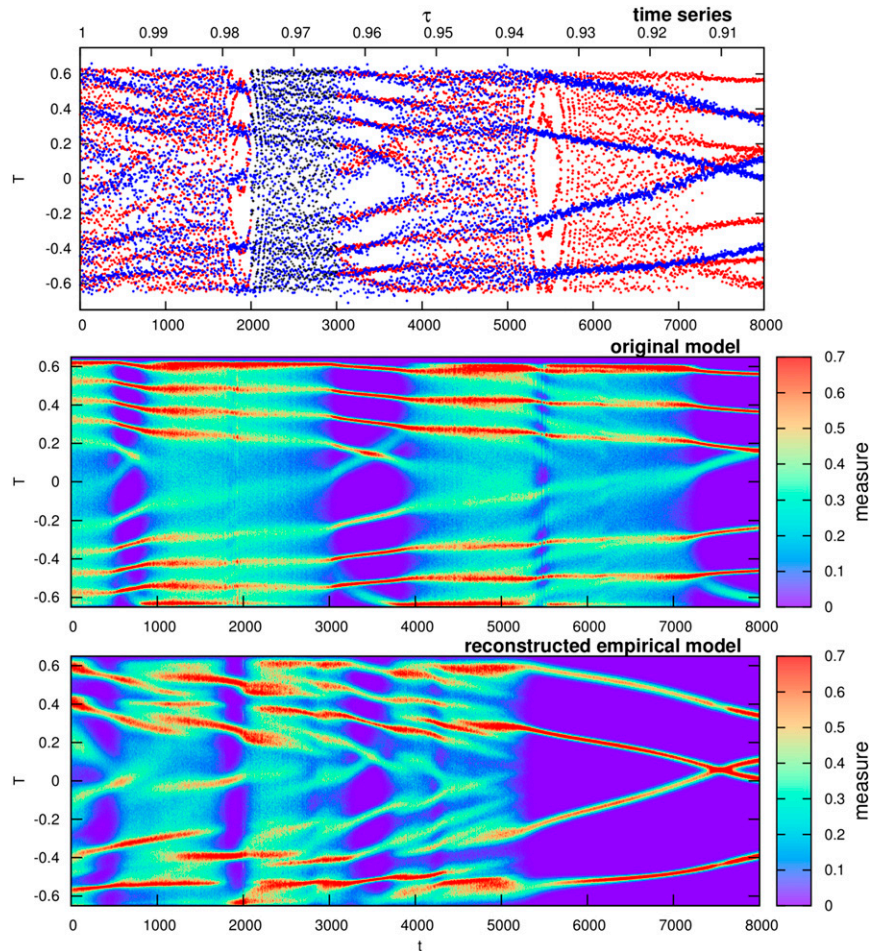 τ time series
1 0.99 0.98 0.97 0.96 0.95 0.94 0.93 0.92 0.91
0.6
0.4
0.2
T 0
-0.2
-0.4
-0.6
0 1000 2000 3000 4000 5000 6000 7000 8000
original model
0.6 0.7
0.4 0.6
0.2 0.5
T 0 0.4 measure
-0.2 0.3
-0.4 0.2
-0.6 0.1
0
0 1000 2000 3000 4000 5000 6000 7000 8000
reconstructed empirical model
0.6 0.7
0.4 0.6
0.2 0.5
T 0 0.4 measure
-0.2 0.3
-0.4 0.2
-0.6 0.1
0
0 1000 2000 3000 4000 5000 6000 7000 8000
t